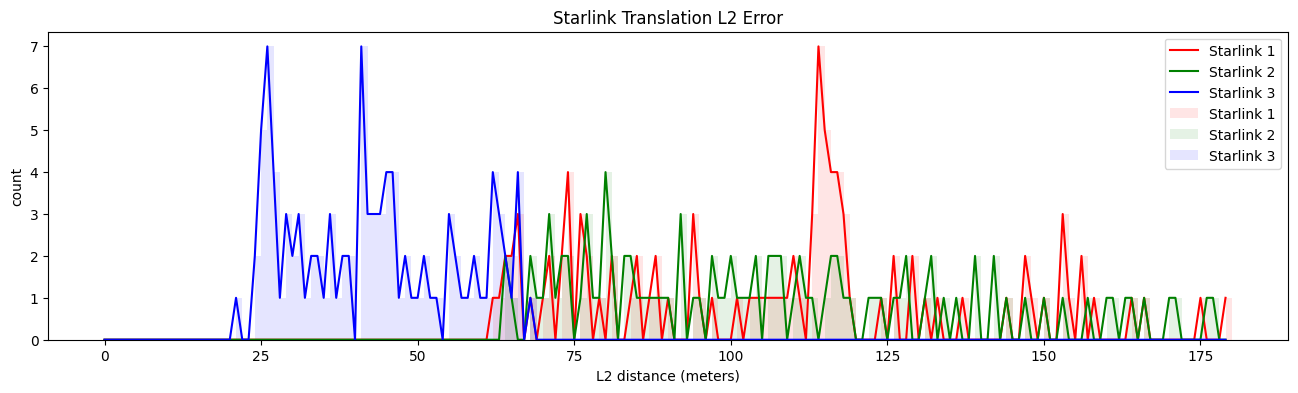 Starlink Translation L2 Error
7
6
5
4
3
2
1
0
count
0 25 50 75 100 125 150 175
L2 distance (meters)
Starlink 1
Starlink 2
Starlink 3
Starlink 1
Starlink 2
Starlink 3